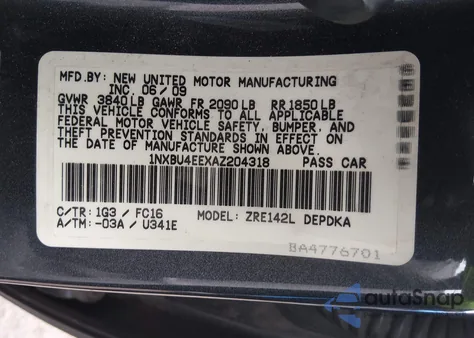 MFD.BY: NEW UNITED MOTOR MANUFACTURING
INC. 06/09
GVWR 3840LB GAWR FR 2090LB RR 1850LB
THIS VEHICLE CONFORMS TO ALL APPLICABLE
FEDERAL MOTOR VEHICLE SAFETY, BUMPER, AND
THEFT PREVENTION STANDARDS IN EFFECT ON
THE DATE OF MANUFACTURE SHOWN ABOVE.
1NXBU4EEXAZ204318 PASS CAR
C/TR: 1G3 / FC16 MODEL: ZRE142L DEPDKA
A/TM: -03A / U341E
BA4776701
autoSnap